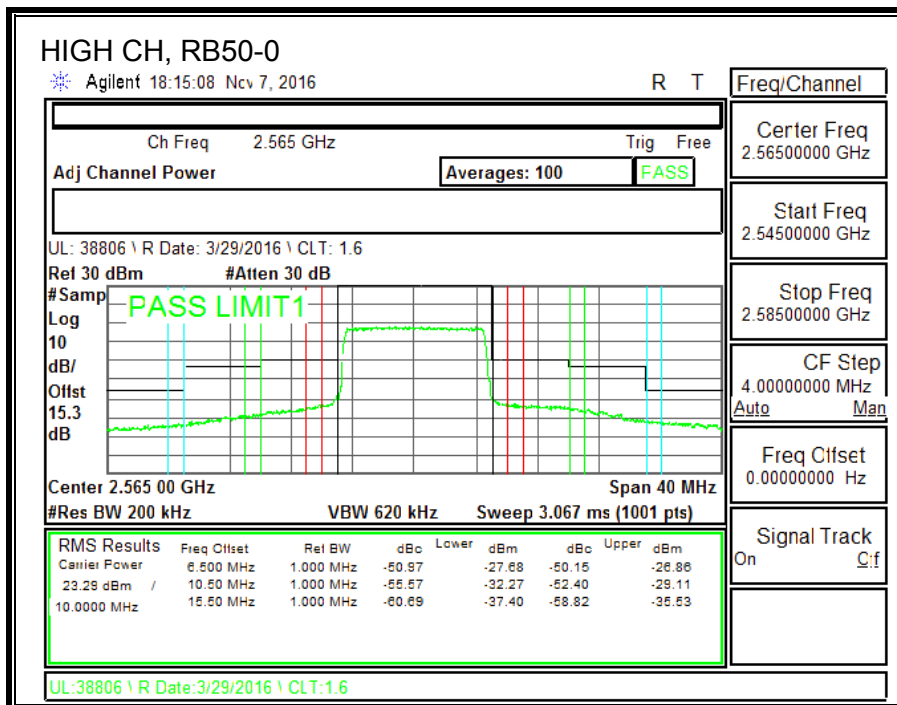 HIGH CH, RB50-0
Agilent 18:15:08 Nov 7, 2016 R T
Freq/Channel
Ch Freq 2.565 GHz Trig Free
Adj Channel Power Averages: 100 PASS
UL: 38806 \ R Date: 3/29/2016 \ CLT: 1.6
Ref 30 dBm #Atten 30 dB
#Samp
Log
10
dB/
Offst
15.3
dB
PASS LIMIT1
Center 2.565 00 GHz Span 40 MHz
#Res BW 200 kHz VBW 620 kHz Sweep 3.067 ms (1001 pts)
RMS Results Freq Offset Ref BW dBc Lower dBm dBc Upper dBm
Carrier Power 6.500 MHz 1.000 MHz -50.97 -27.68 -50.15 -26.86
23.29 dBm / 10.50 MHz 1.000 MHz -55.57 -32.27 -52.40 -29.11
10.0000 MHz 15.50 MHz 1.000 MHz -60.69 -37.40 -58.82 -35.53
UL:38806 \ R Date:3/29/2016 \ CLT:1.6
Center Freq
2.56500000 GHz
Start Freq
2.54500000 GHz
Stop Freq
2.58500000 GHz
CF Step
4.00000000 MHz
Auto Man
Freq Offset
0.00000000 Hz
Signal Track
On Off